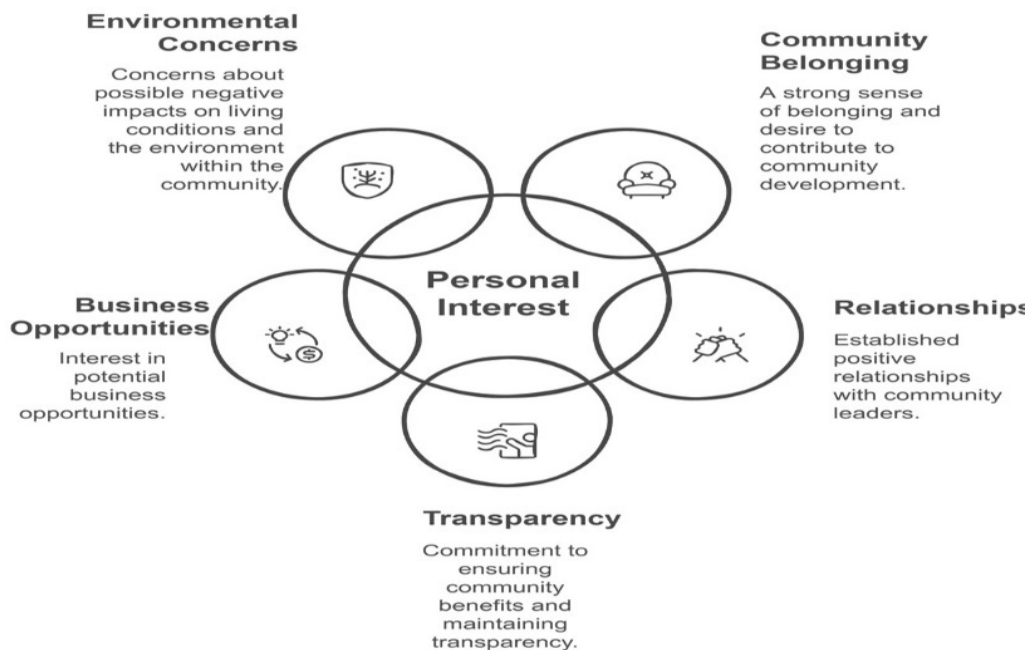 Environmental
Concerns
Concerns about
possible negative
impacts on living
conditions and
the environment
within the
community.
Community
Belonging
A strong sense
of belonging and
desire to
contribute to
community
development.
Personal
Interest
Business
Opportunities
Interest in
potential
business
opportunities.
Relationships
Established
positive
relationships
with community
leaders.
$
Transparency
Commitment to
ensuring
community
benefits and
maintaining
transparency.